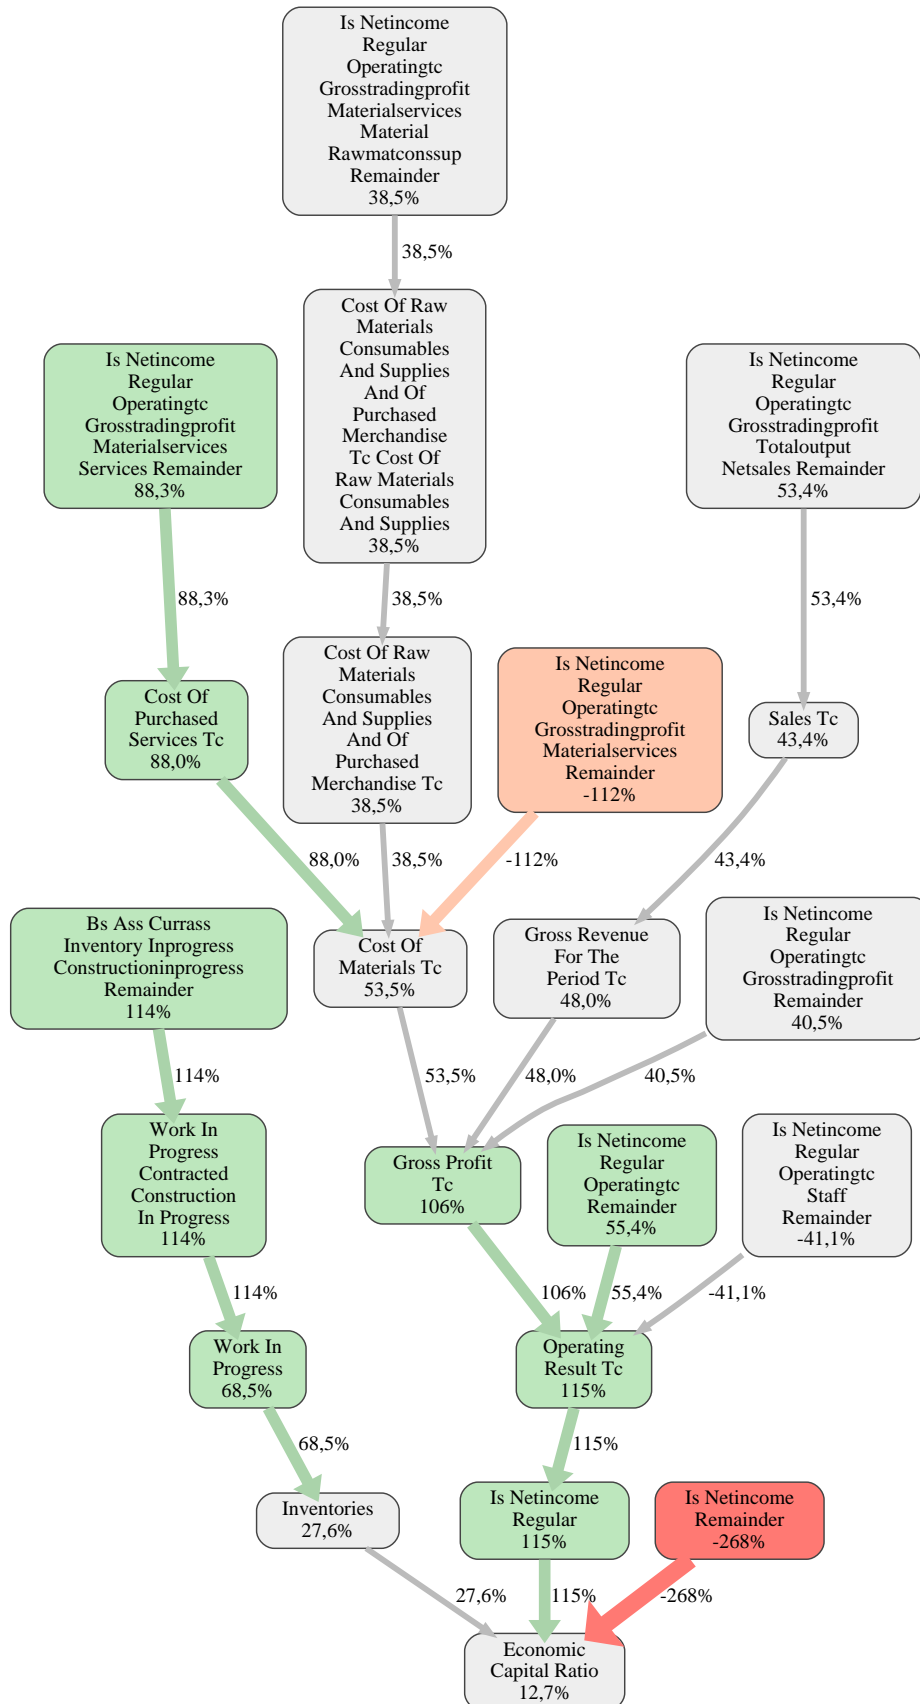 Is Netincome
Regular
Operatingtc
Grosstradingprofit
Materialservices
Material
Rawmatconssup
Remainder
38,5%
38,5%
Cost Of Raw
Materials
Consumables
And Supplies
And Of
Purchased
Merchandise
Tc Cost Of
Raw Materials
Consumables
And Supplies
38,5%
Is Netincome
Regular
Operatingtc
Grosstradingprofit
Materialservices
Services Remainder
88,3%
Is Netincome
Regular
Operatingtc
Grosstradingprofit
Totaloutput
Netsales Remainder
53,4%
88,3%
38,5%
53,4%
Cost Of
Purchased
Services Tc
88,0%
Cost Of Raw
Materials
Consumables
And Supplies
And Of
Purchased
Merchandise Tc
38,5%
Is Netincome
Regular
Operatingtc
Grosstradingprofit
Materialservices
Remainder
-112%
Sales Tc
43,4%
88,0%
38,5%
-112%
43,4%
Bs Ass Currass
Inventory Inprogress
Constructioninprogress
Remainder
114%
Cost Of
Materials Tc
53,5%
Gross Revenue
For The
Period Tc
48,0%
Is Netincome
Regular
Operatingtc
Grosstradingprofit
Remainder
40,5%
114%
53,5%
48,0%
40,5%
Work In
Progress
Contracted
Construction
In Progress
114%
Gross Profit
Tc
106%
Is Netincome
Regular
Operatingtc
Remainder
55,4%
Is Netincome
Regular
Operatingtc
Staff
Remainder
-41,1%
114%
106%
55,4%
-41,1%
Work In
Progress
68,5%
Operating
Result Tc
115%
68,5%
115%
Inventories
27,6%
Is Netincome
Regular
115%
Is Netincome
Remainder
-268%
27,6%
115%
-268%
Economic
Capital Ratio
12,7%